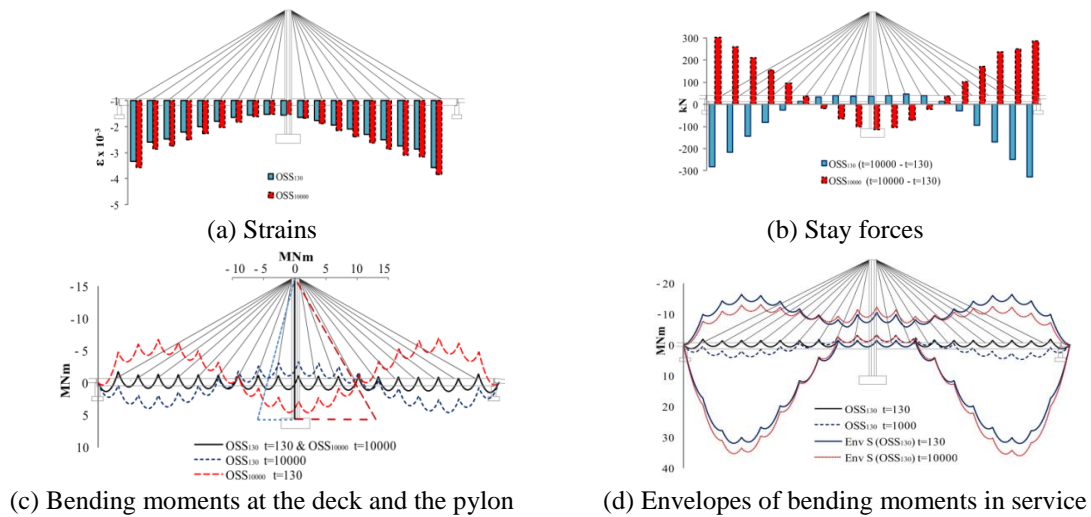 -1
-2
-3
-4
-5
ε x 10⁻³
OSS₁₃₀
OSS₁₀₀₀₀
(a) Strains
300
200
100
0
-100
-200
-300
kN
OSS₁₃₀ (t=10000 - t=130)
OSS₁₀₀₀₀ (t=10000 - t=130)
(b) Stay forces
MNm
-10 -5 0 5 10 15
-15
-10
-5
0
5
10
MNm
OSS₁₃₀ t=130 & OSS₁₀₀₀₀ t=10000
OSS₁₃₀ t=10000
OSS₁₀₀₀₀ t=130
(c) Bending moments at the deck and the pylon
-20
-10
0
10
20
30
40
MNm
OSS₁₃₀ t=130
OSS₁₃₀ t=1000
Env S (OSS₁₃₀) t=130
Env S (OSS₁₃₀) t=10000
(d) Envelopes of bending moments in service